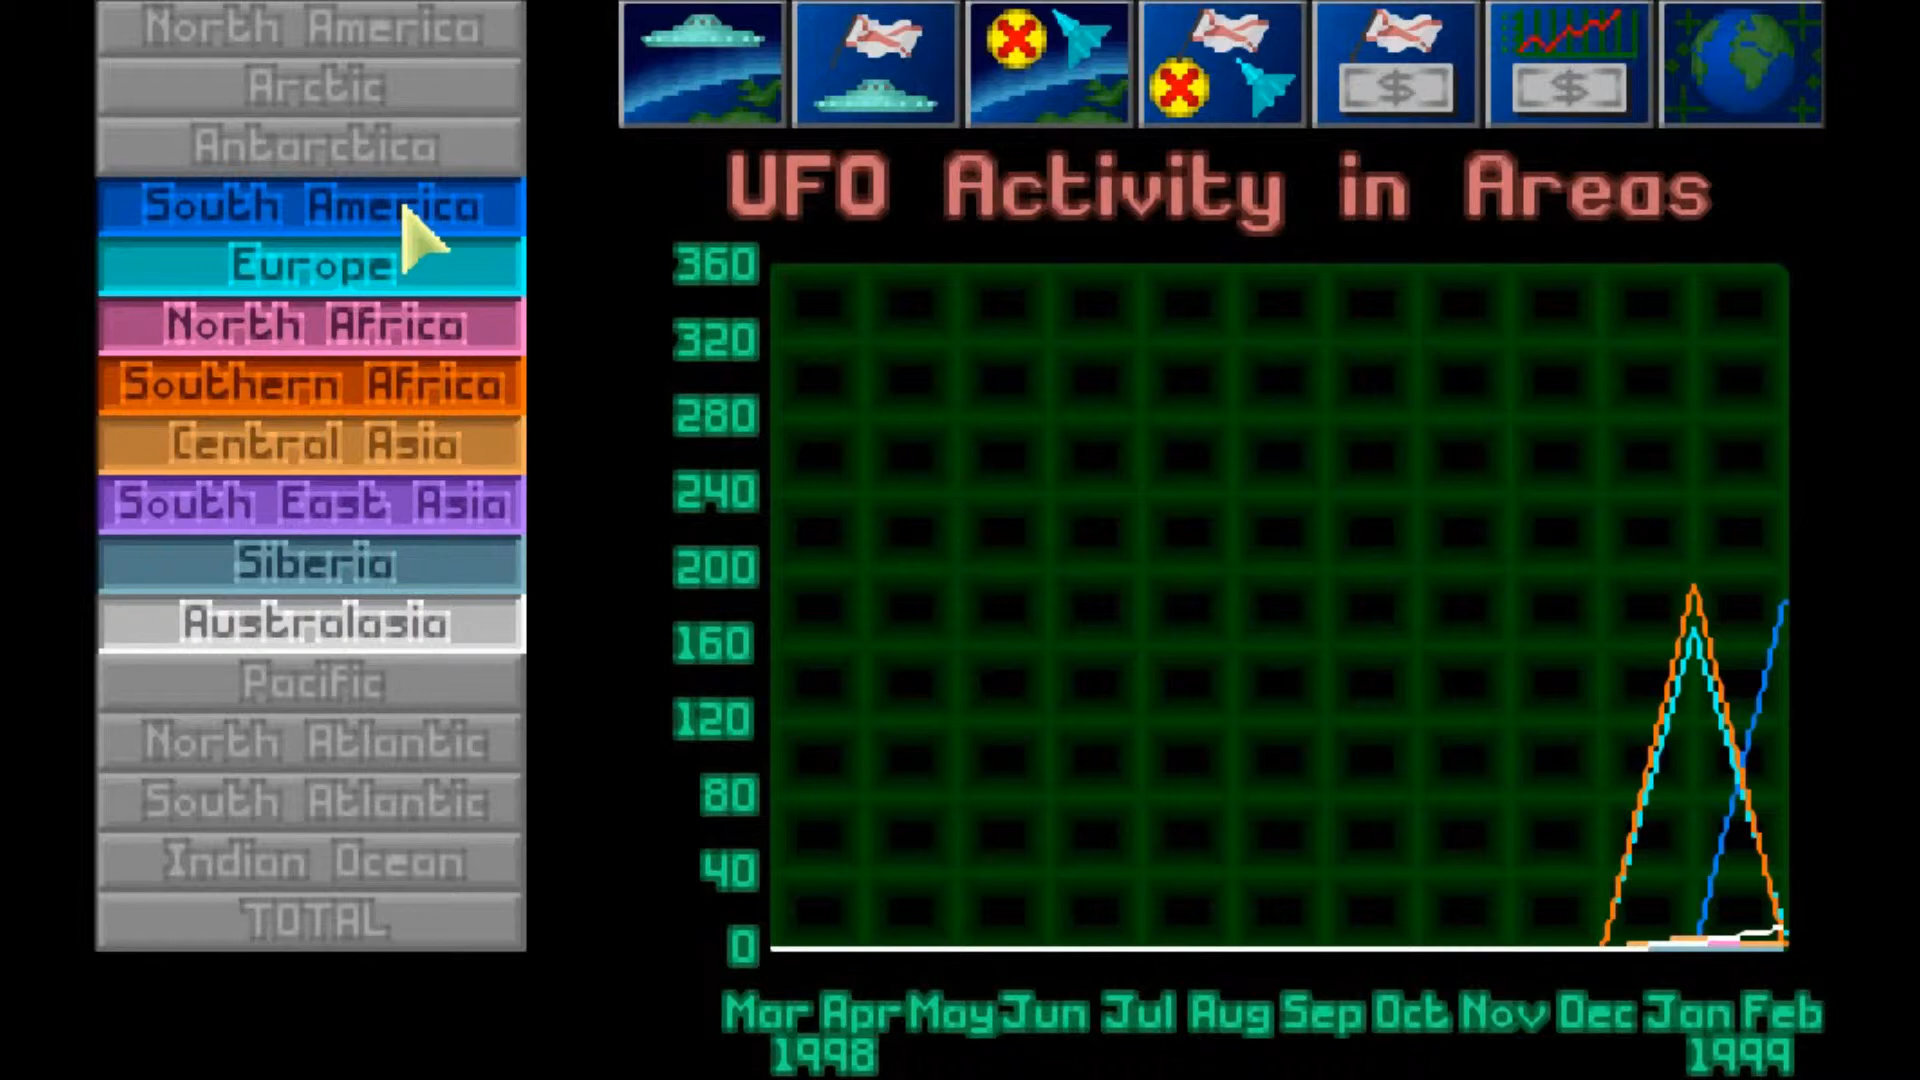 North America
Arctic
Antarctica
South America
Europe
North Africa
Southern Africa
Central Asia
South East Asia
Siberia
Australasia
Pacific
North Atlantic
South Atlantic
Indian Ocean
TOTAL
$ $
UFO Activity in Areas
360
320
280
240
200
160
120
80
40
0
Mar Apr May Jun Jul Aug Sep Oct Nov Dec Jan Feb
1998 1999